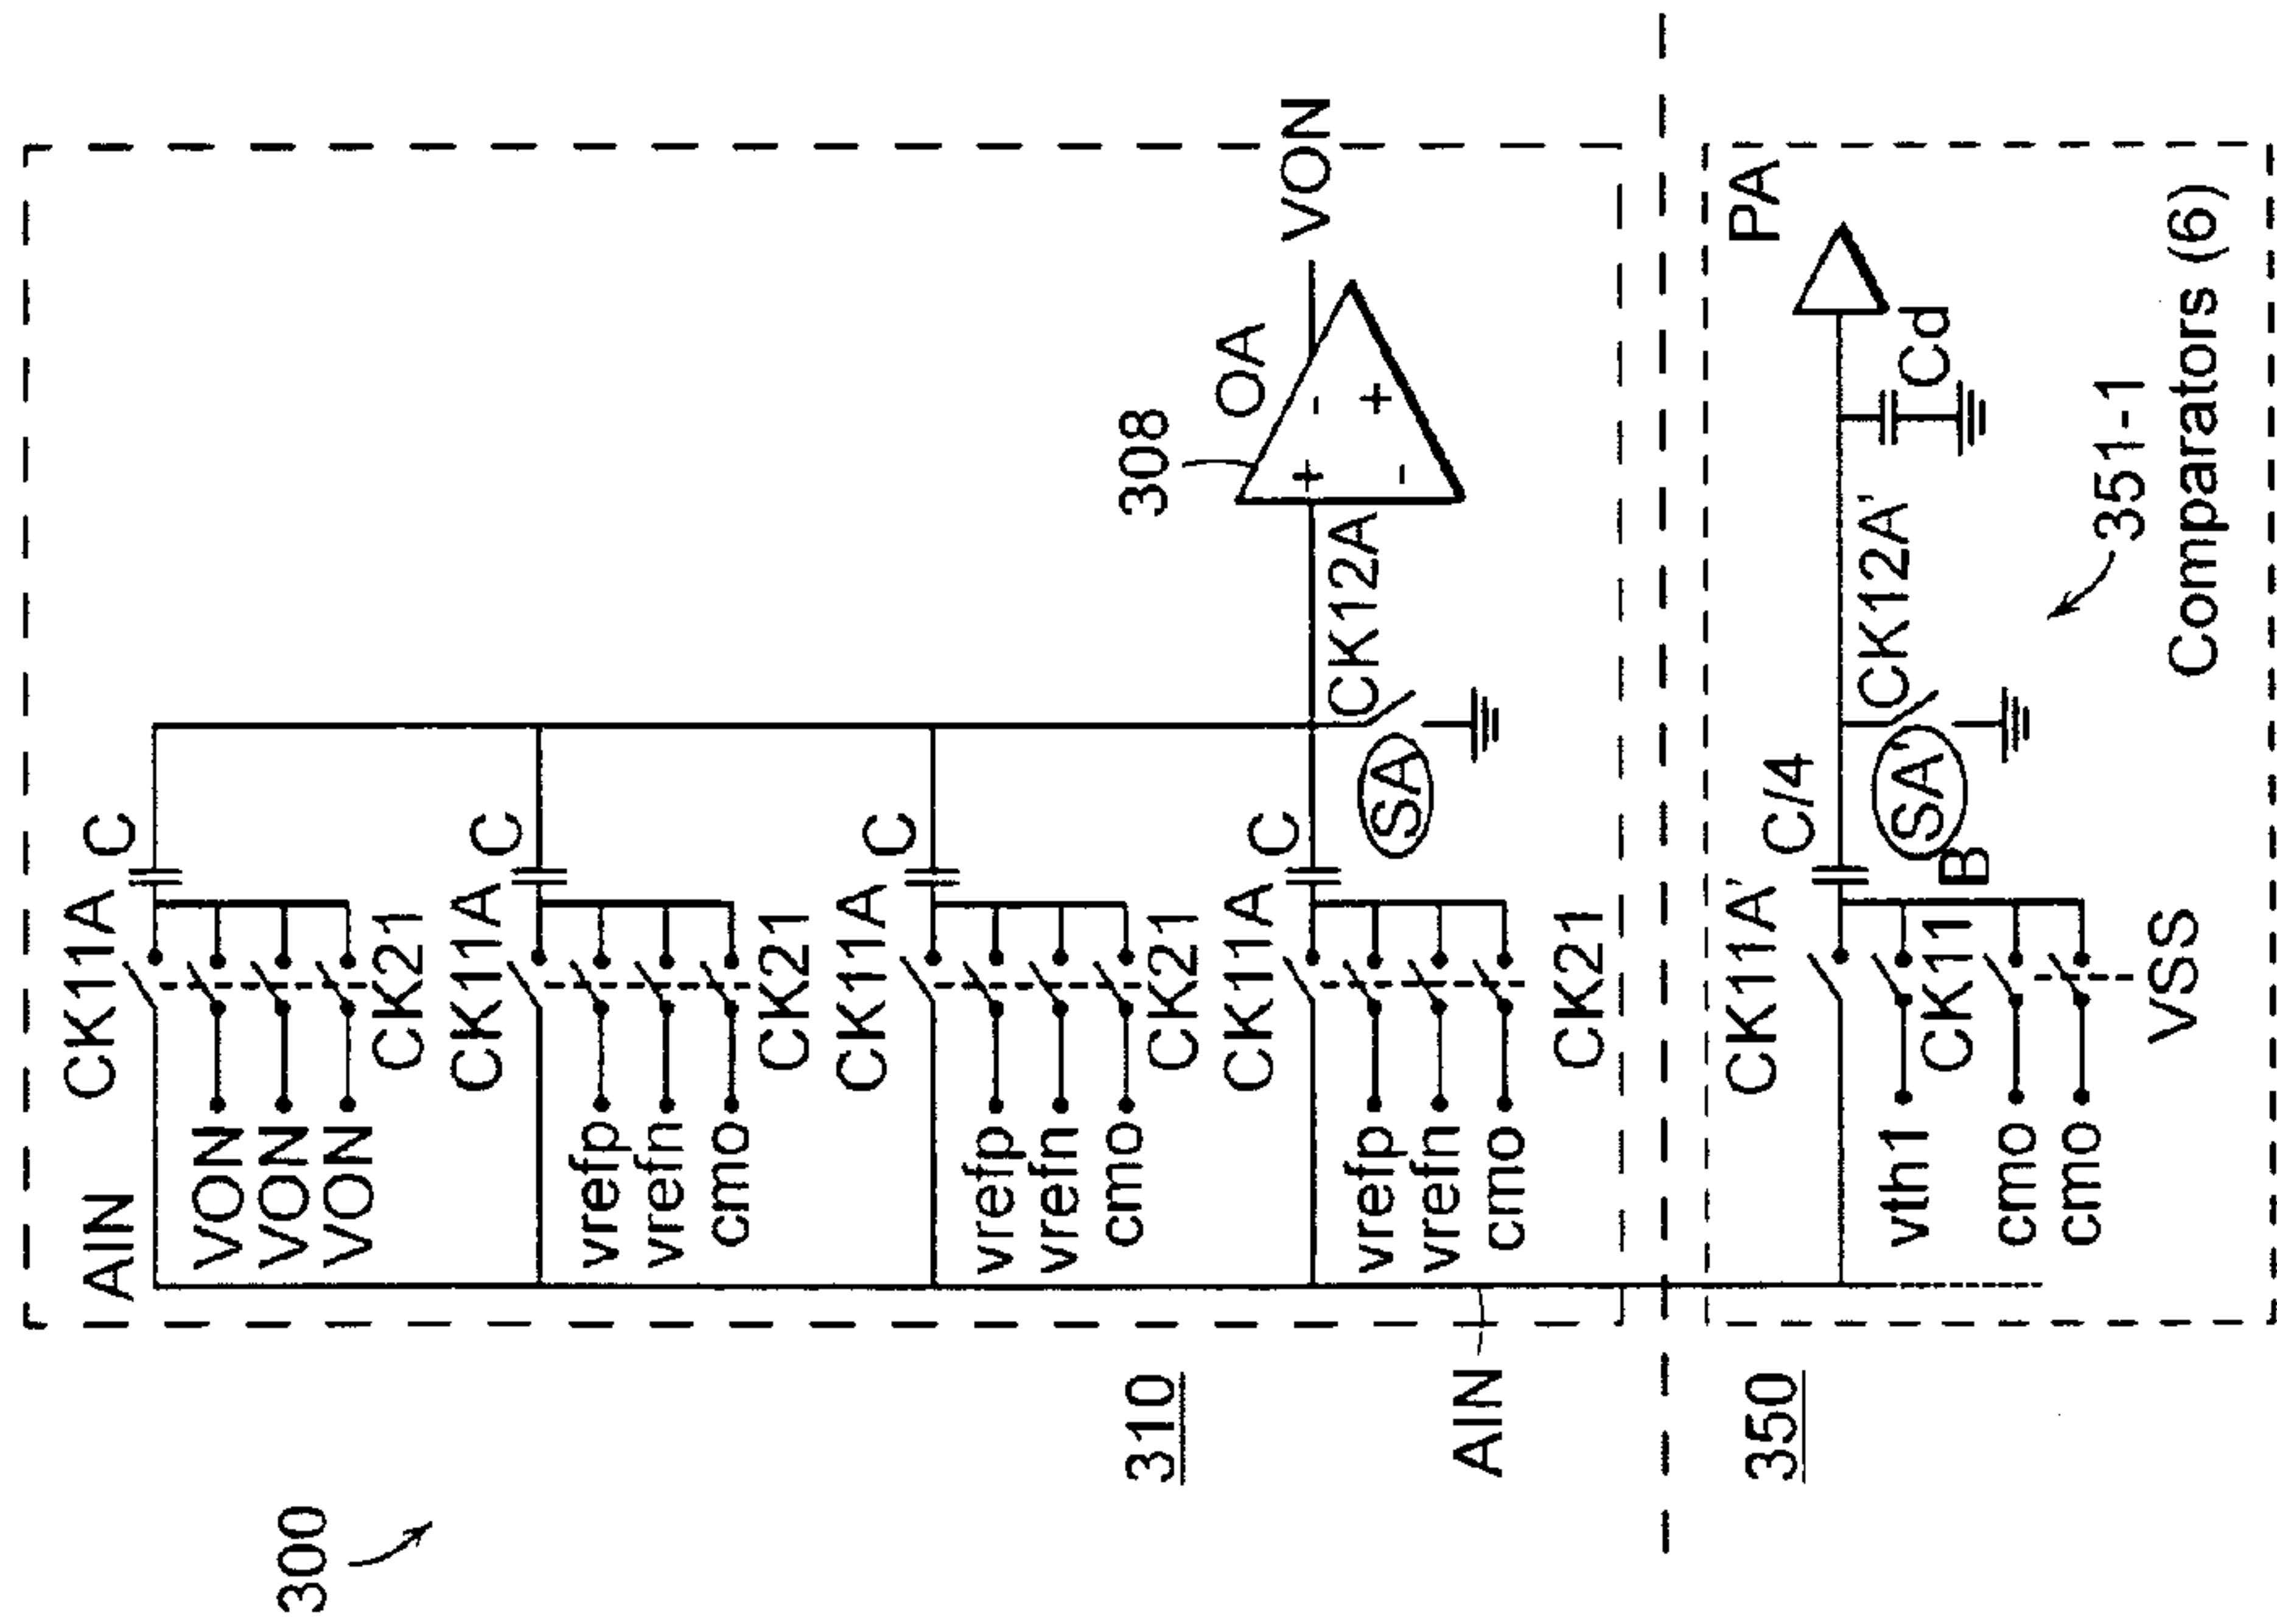 300
310
AIN
350
AIN
CK11A
C
VON
VON
VON
CK21
CK11A
C
vrefp
vrefn
cmo
CK21
CK11A
C
vrefp
vrefn
cmo
CK21
CK11A
C
vrefp
vrefn
cmo
CK21
SA
CK12A
308
OA
+
-
-
+
VON
CK11A'
C/4
vth1
CK11
B
cmo
cmo
VSS
SA'
CK12A'
Cd
PA
351-1
Comparators (6)